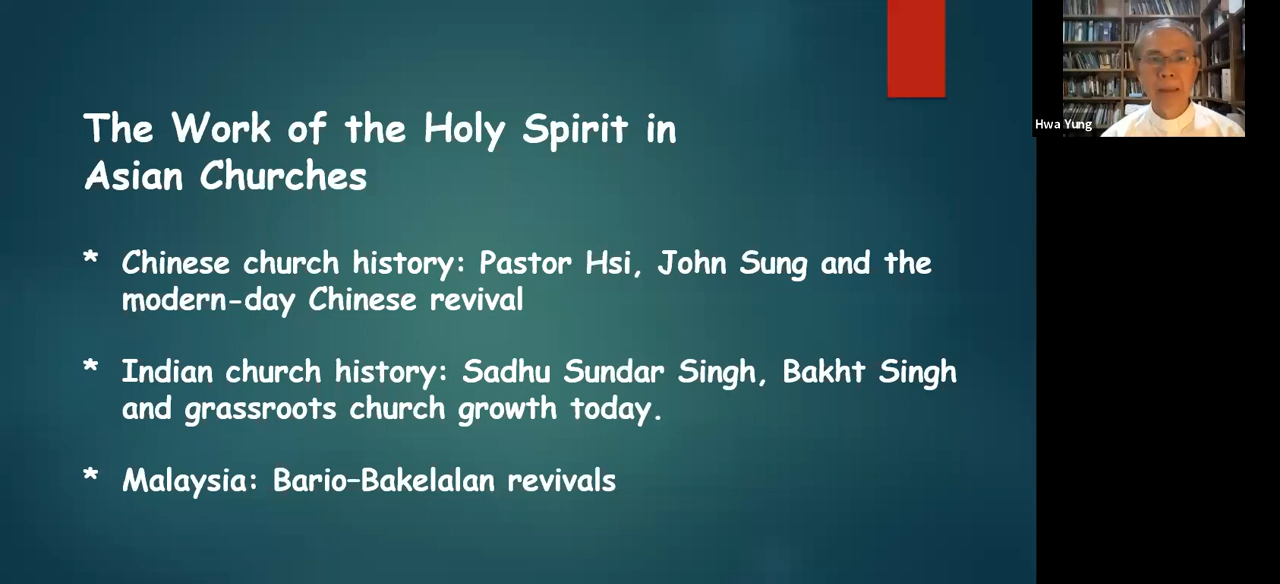 The Work of the Holy Spirit in
Asian Churches
* Chinese church history: Pastor Hsi, John Sung and the
modern-day Chinese revival
* Indian church history: Sadhu Sundar Singh, Bakht Singh
and grassroots church growth today.
* Malaysia: Bario–Bakelalan revivals
Hwa Yung